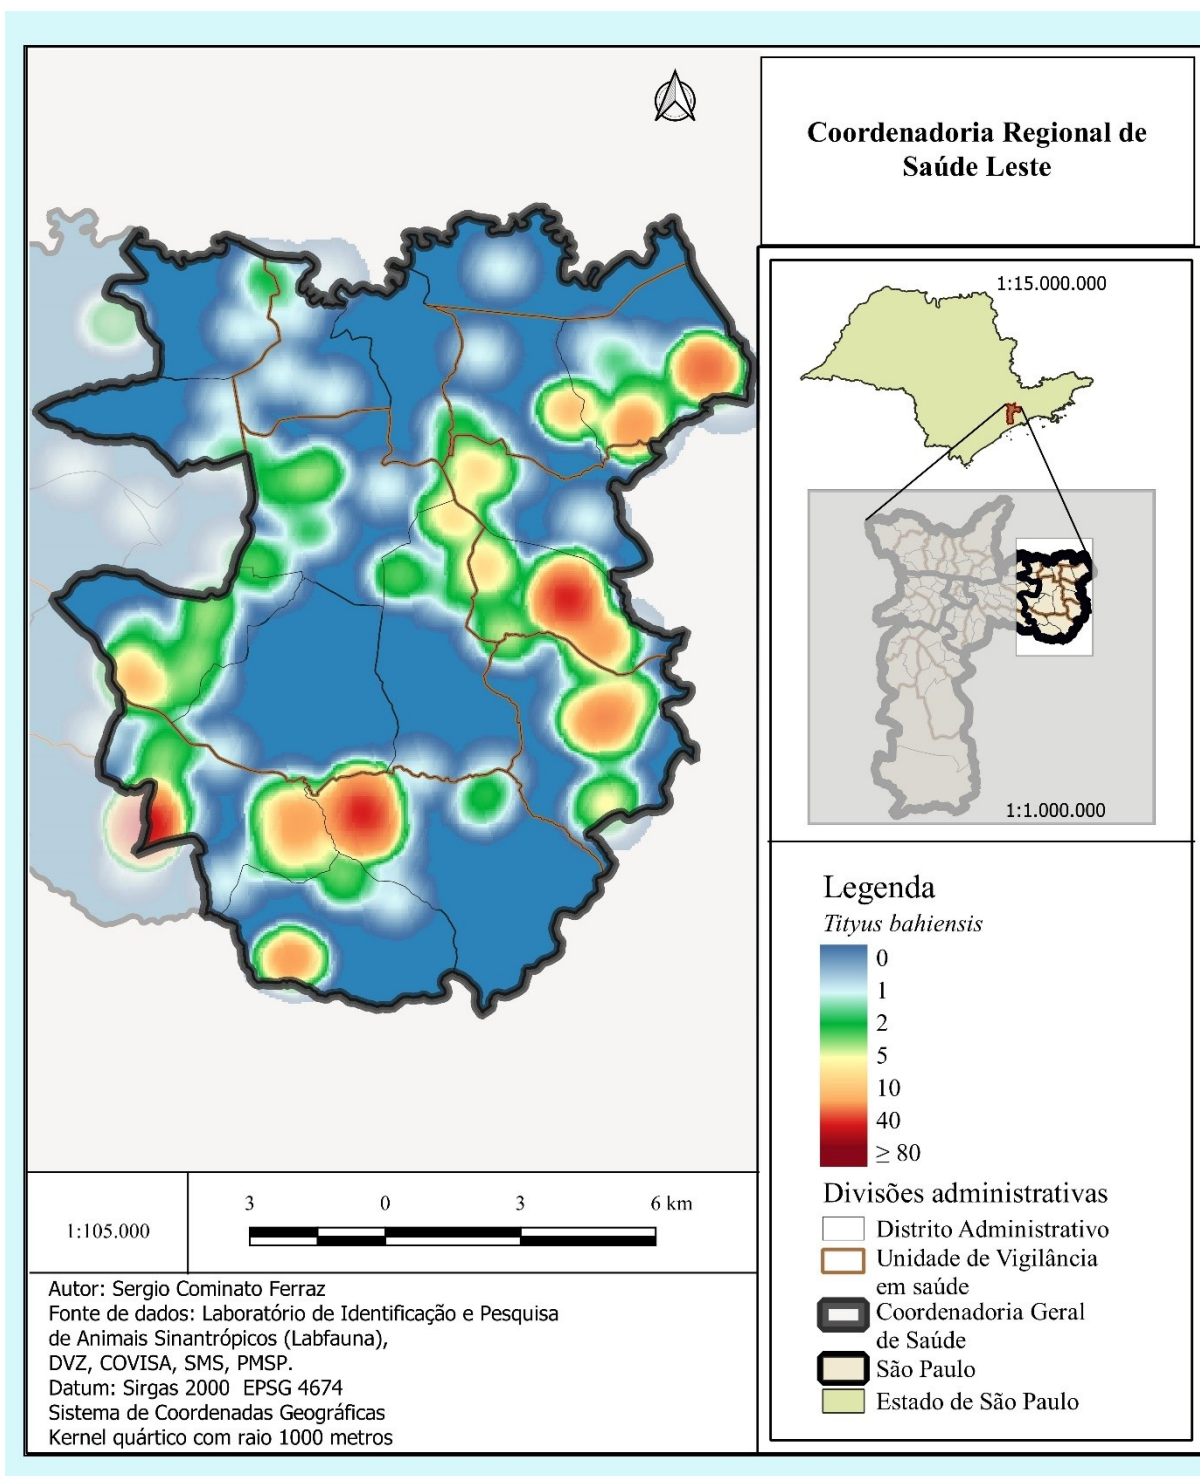 Coordenadoria Regional de
Saúde Leste
1:15.000.000
1:1.000.000
Legenda
Tityus bahiensis
0
1
2
5
10
40
≥ 80
Divisões administrativas
Distrito Administrativo
Unidade de Vigilância
em saúde
Coordenadoria Geral
de Saúde
São Paulo
Estado de São Paulo
1:105.000
3 0 3 6 km
Autor: Sergio Cominato Ferraz
Fonte de dados: Laboratório de Identificação e Pesquisa
de Animais Sinantrópicos (Labfauna),
DVZ, COVISA, SMS, PMSP.
Datum: Sirgas 2000 EPSG 4674
Sistema de Coordenadas Geográficas
Kernel quártico com raio 1000 metros